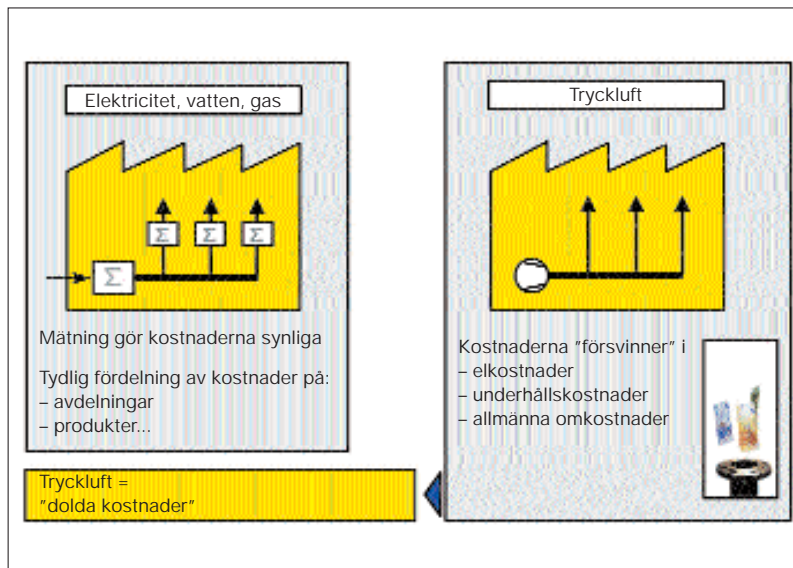 Elektricitet, vatten, gas
Σ Σ Σ
Σ
Mätning gör kostnaderna synliga
Tydlig fördelning av kostnader på:
– avdelningar
– produkter...
Tryckluft
Kostnaderna ”försvinner” i
– elkostnader
– underhållskostnader
– allmänna omkostnader
Tryckluft =
”dolda kostnader”